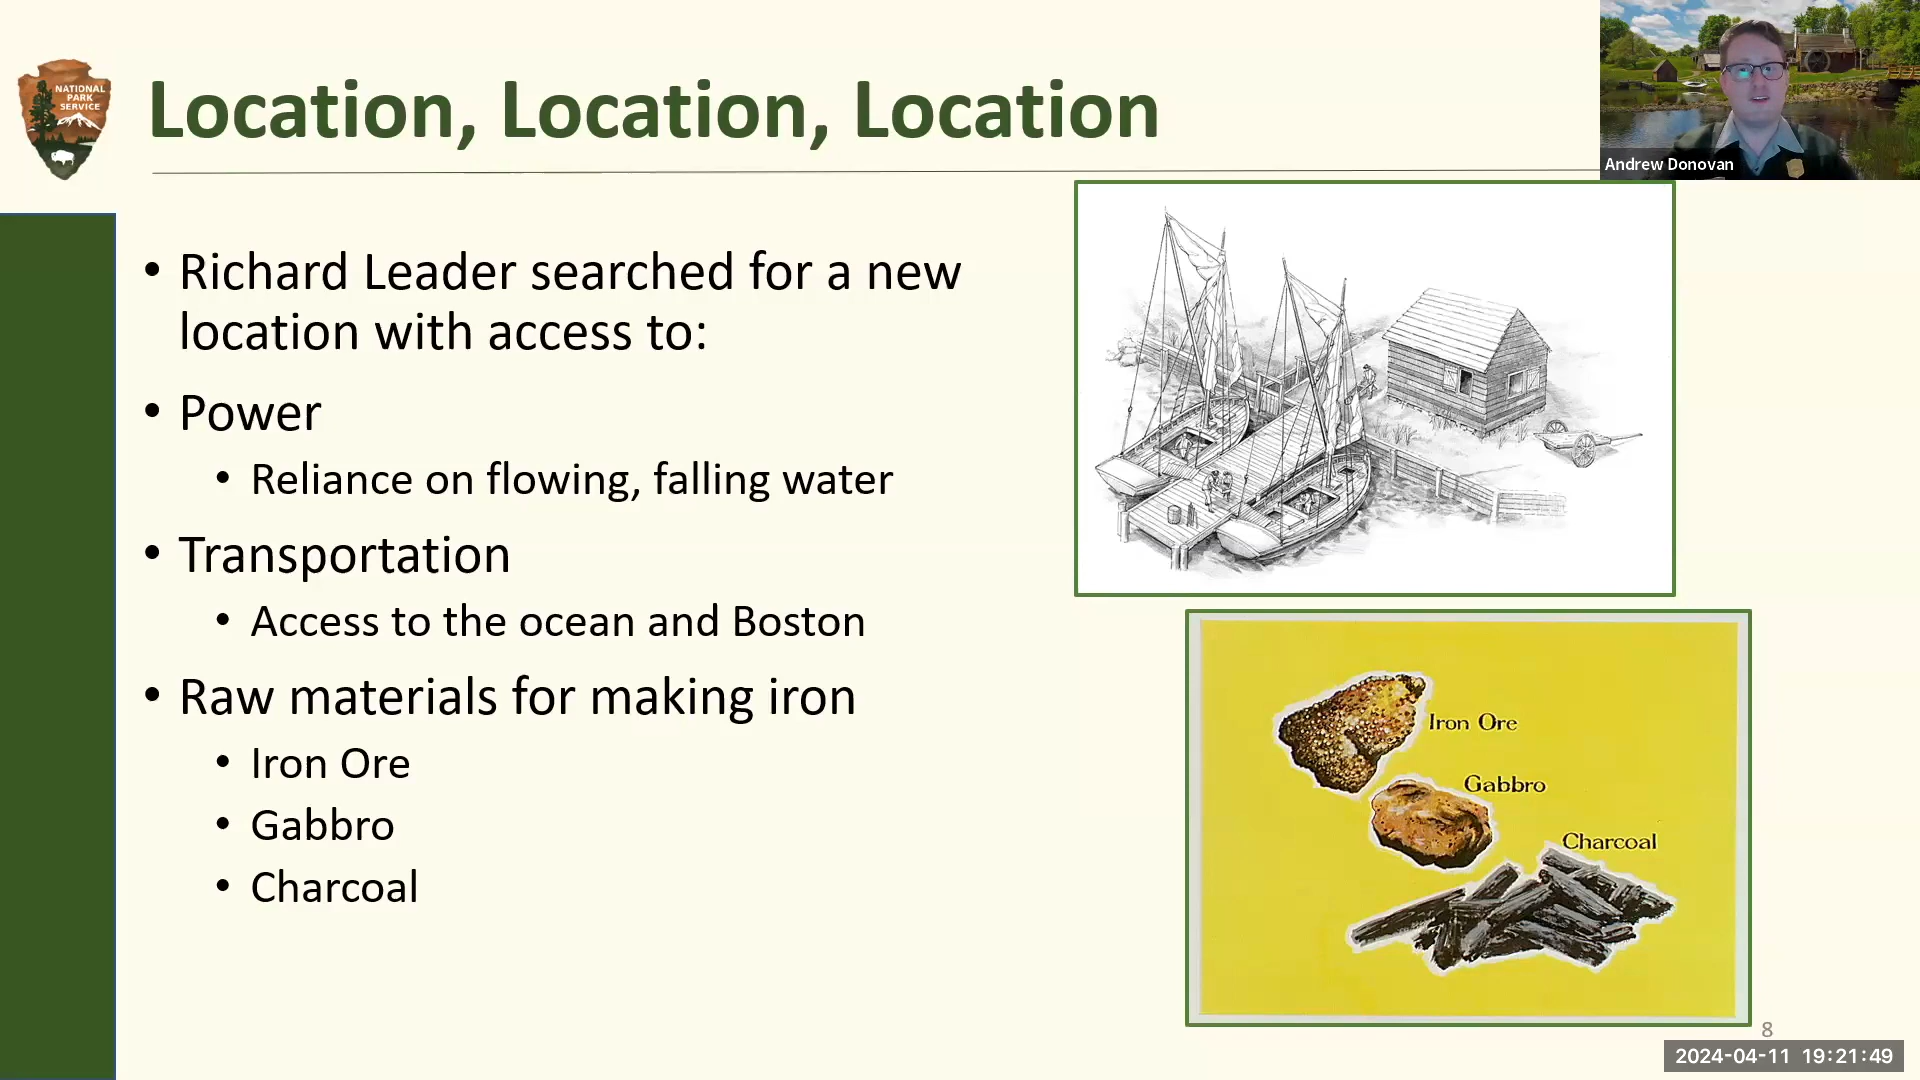 NATIONAL
PARK
SERVICE
Location, Location, Location
Andrew Donovan
• Richard Leader searched for a new
location with access to:
• Power
• Reliance on flowing, falling water
• Transportation
• Access to the ocean and Boston
• Raw materials for making iron
• Iron Ore
• Gabbro
• Charcoal
Iron Ore
Gabbro
Charcoal
8
2024-04-11 19:21:49